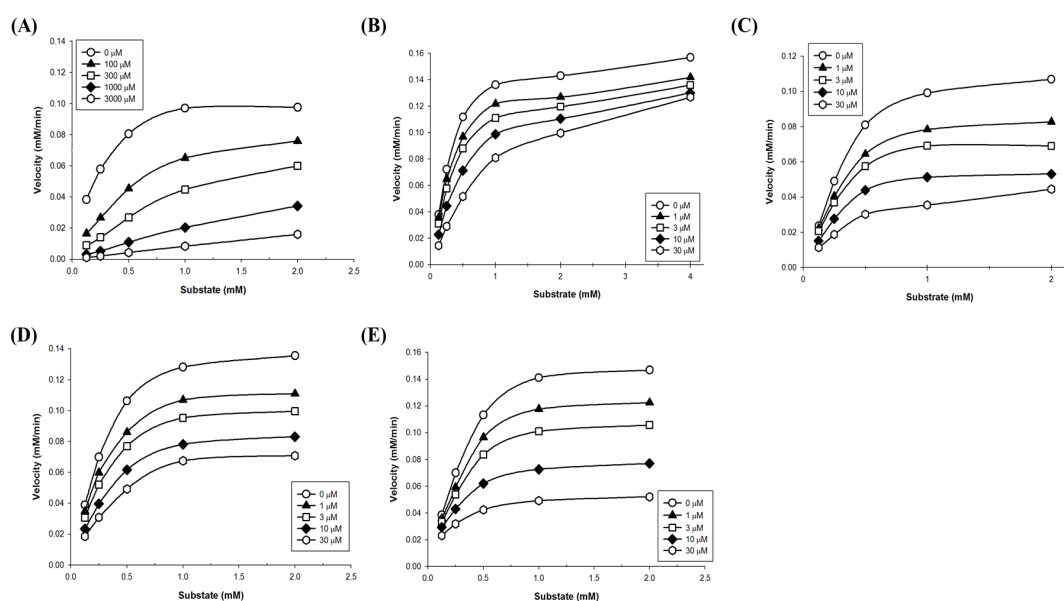 (A)
0.14
0.12
0.10
0.08
0.06
0.04
0.02
0.00
0.0 0.5 1.0 1.5 2.0 2.5
Velocity (mM/min)
Substate (mM)
0 μM
100 μM
300 μM
1000 μM
3000 μM
(B)
0.16
0.14
0.12
0.10
0.08
0.06
0.04
0.02
0.00
0 1 2 3 4
Velocity (mM/min)
Substrate (mM)
0 μM
1 μM
3 μM
10 μM
30 μM
(C)
0.12
0.10
0.08
0.06
0.04
0.02
0.00
0 1 2
Velocity (mM/min)
Substrate (mM)
0 μM
1 μM
3 μM
10 μM
30 μM
(D)
0.14
0.12
0.10
0.08
0.06
0.04
0.02
0.00
0.0 0.5 1.0 1.5 2.0 2.5
Velocity (mM/min)
Substate (mM)
0 μM
1 μM
3 μM
10 μM
30 μM
(E)
0.16
0.14
0.12
0.10
0.08
0.06
0.04
0.02
0.00
0.0 0.5 1.0 1.5 2.0 2.5
Velocity (mM/min)
Substate (mM)
0 μM
1 μM
3 μM
10 μM
30 μM